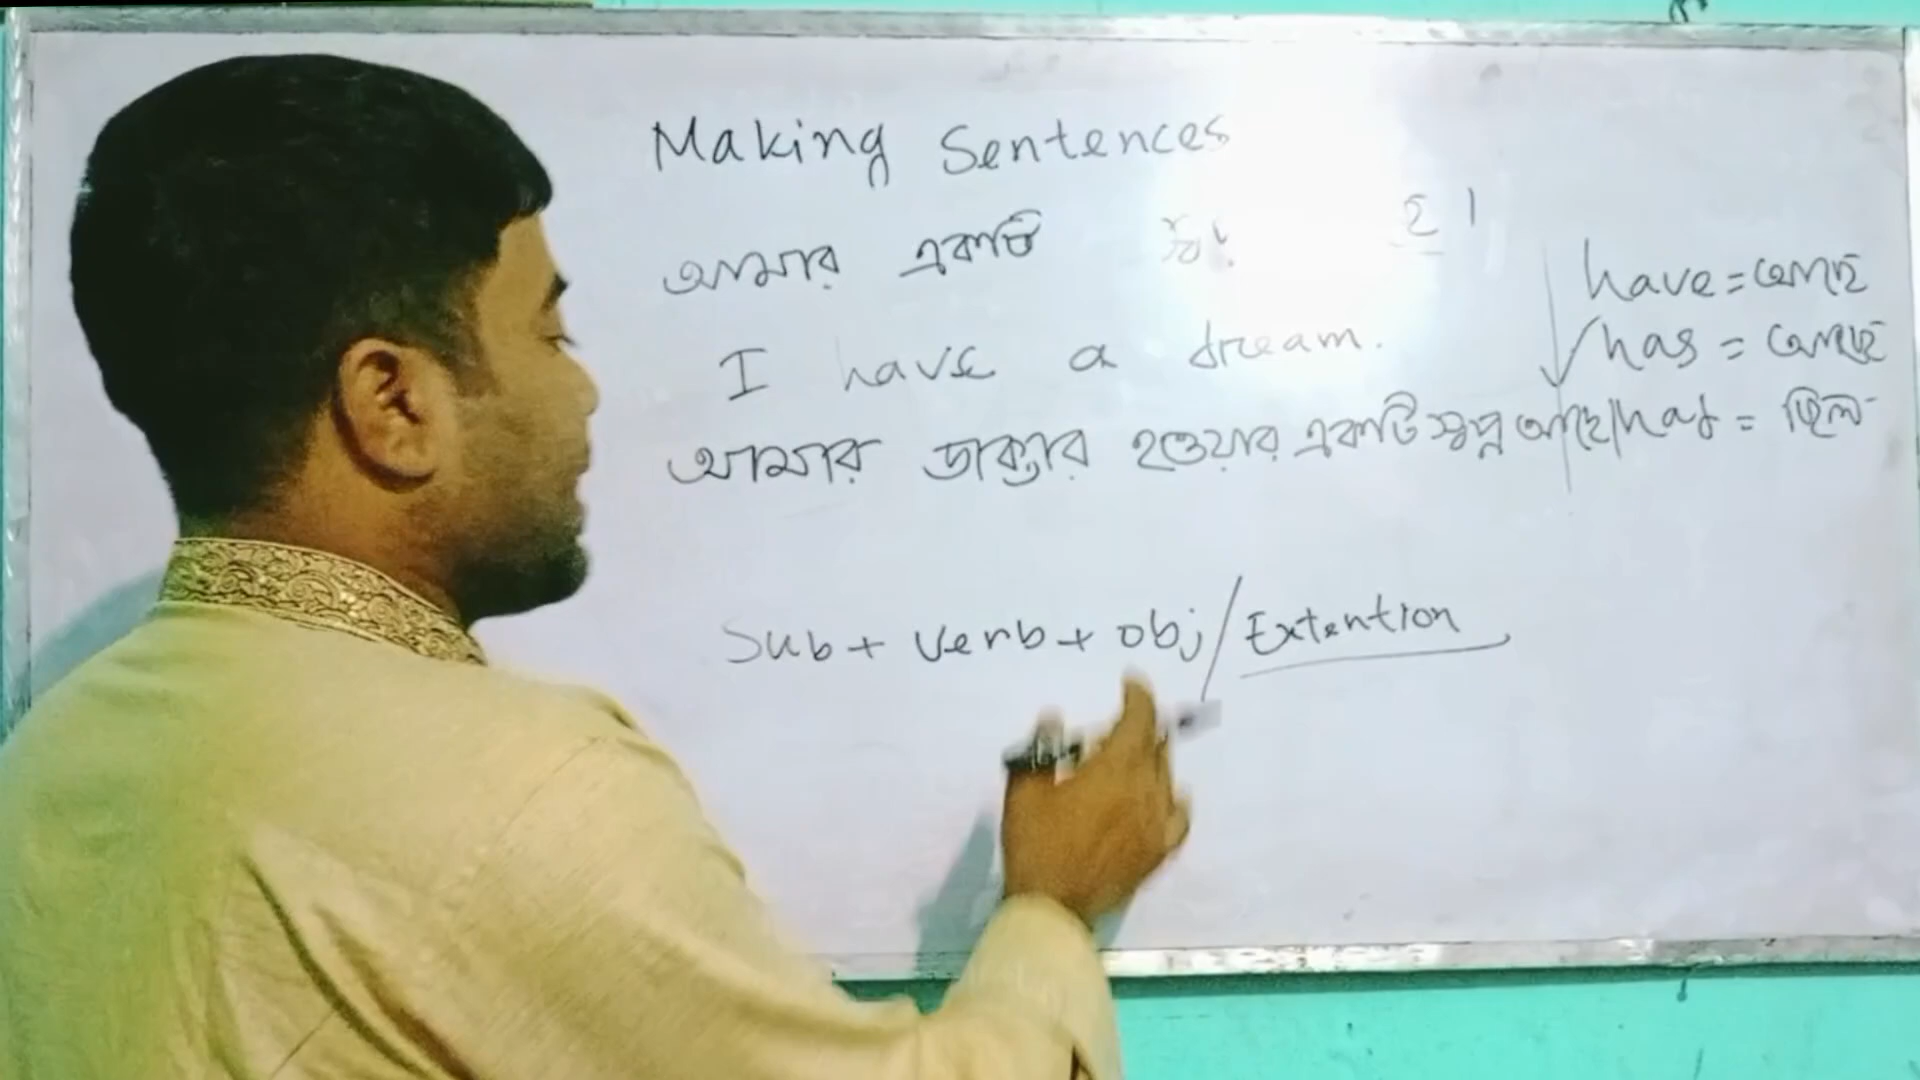 Making Sentences
আমার একটি
I have a dream.
আমার ডাক্তার হওয়ার একটি স্বপ্ন আছে।
have = আছে
has = আছে
had = ছিল
Sub + verb + obj / Extention